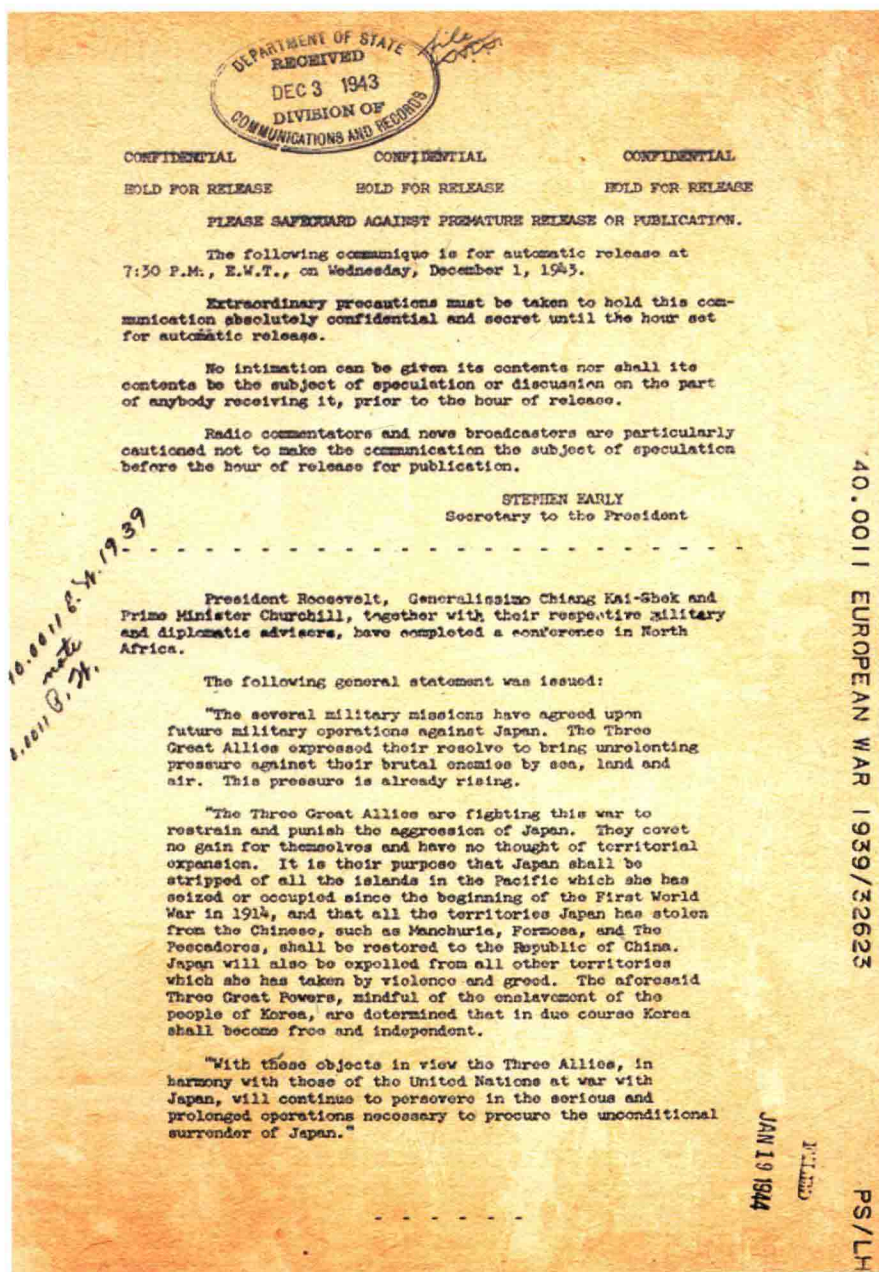 DEPARTMENT OF STATE
RECEIVED
DEC 3 1943
DIVISION OF
COMMUNICATIONS AND RECORDS
file
CONFIDENTIAL CONFIDENTIAL CONFIDENTIAL
HOLD FOR RELEASE HOLD FOR RELEASE HOLD FOR RELEASE
PLEASE SAFEGUARD AGAINST PREMATURE RELEASE OR PUBLICATION.
The following communique is for automatic release at
7:30 P.M., E.W.T., on Wednesday, December 1, 1943.
Extraordinary precautions must be taken to hold this com-
munication absolutely confidential and secret until the hour set
for automatic release.
No intimation can be given its contents nor shall its
contents be the subject of speculation or discussion on the part
of anybody receiving it, prior to the hour of release.
Radio commentators and news broadcasters are particularly
cautioned not to make the communication the subject of speculation
before the hour of release for publication.
STEPHEN EARLY
Secretary to the President
- - - - - - - - - - - - - - - - - - - - - - - - - -
President Roosevelt, Generalissimo Chiang Kai-Shek and
Prime Minister Churchill, together with their respective military
and diplomatic advisers, have completed a conference in North
Africa.
The following general statement was issued:
"The several military missions have agreed upon
future military operations against Japan. The Three
Great Allies expressed their resolve to bring unrelenting
pressure against their brutal enemies by sea, land and
air. This pressure is already rising.
"The Three Great Allies are fighting this war to
restrain and punish the aggression of Japan. They covet
no gain for themselves and have no thought of territorial
expansion. It is their purpose that Japan shall be
stripped of all the islands in the Pacific which she has
seized or occupied since the beginning of the First World
War in 1914, and that all the territories Japan has stolen
from the Chinese, such as Manchuria, Formosa, and The
Pescadores, shall be restored to the Republic of China.
Japan will also be expelled from all other territories
which she has taken by violence and greed. The aforesaid
Three Great Powers, mindful of the enslavement of the
people of Korea, are determined that in due course Korea
shall become free and independent.
"With these objects in view the Three Allies, in
harmony with those of the United Nations at war with
Japan, will continue to persevere in the serious and
prolonged operations necessary to procure the unconditional
surrender of Japan."
- - - - - -
0.0011 E.W. 1939
note
0.0011 P.W.
40.0011 EUROPEAN WAR 1939/32623
PS/LH
FILED
JAN 19 1944